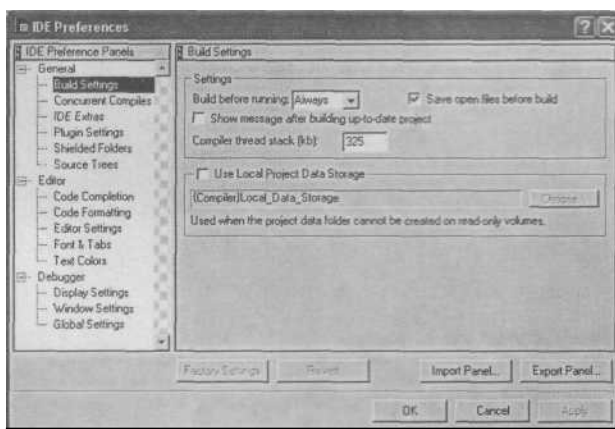 IDE Preferences
IDE Preference Panels
General
Build Settings
Concurrent Compiles
IDE Extras
Plugin Settings
Shielded Folders
Source Trees
Editor
Code Completion
Code Formatting
Editor Settings
Font & Tabs
Text Colors
Debugger
Display Settings
Window Settings
Global Settings
Build Settings
Settings
Build before running: Always
Save open files before build
Show message after building up-to-date project
Compiler thread stack (kb): 325
Use Local Project Data Storage
{Compiler}Local_Data_Storage
Choose
Used when the project data folder cannot be created on read-only volumes.
Factory Settings Revert Import Panel... Export Panel...
OK Cancel Apply